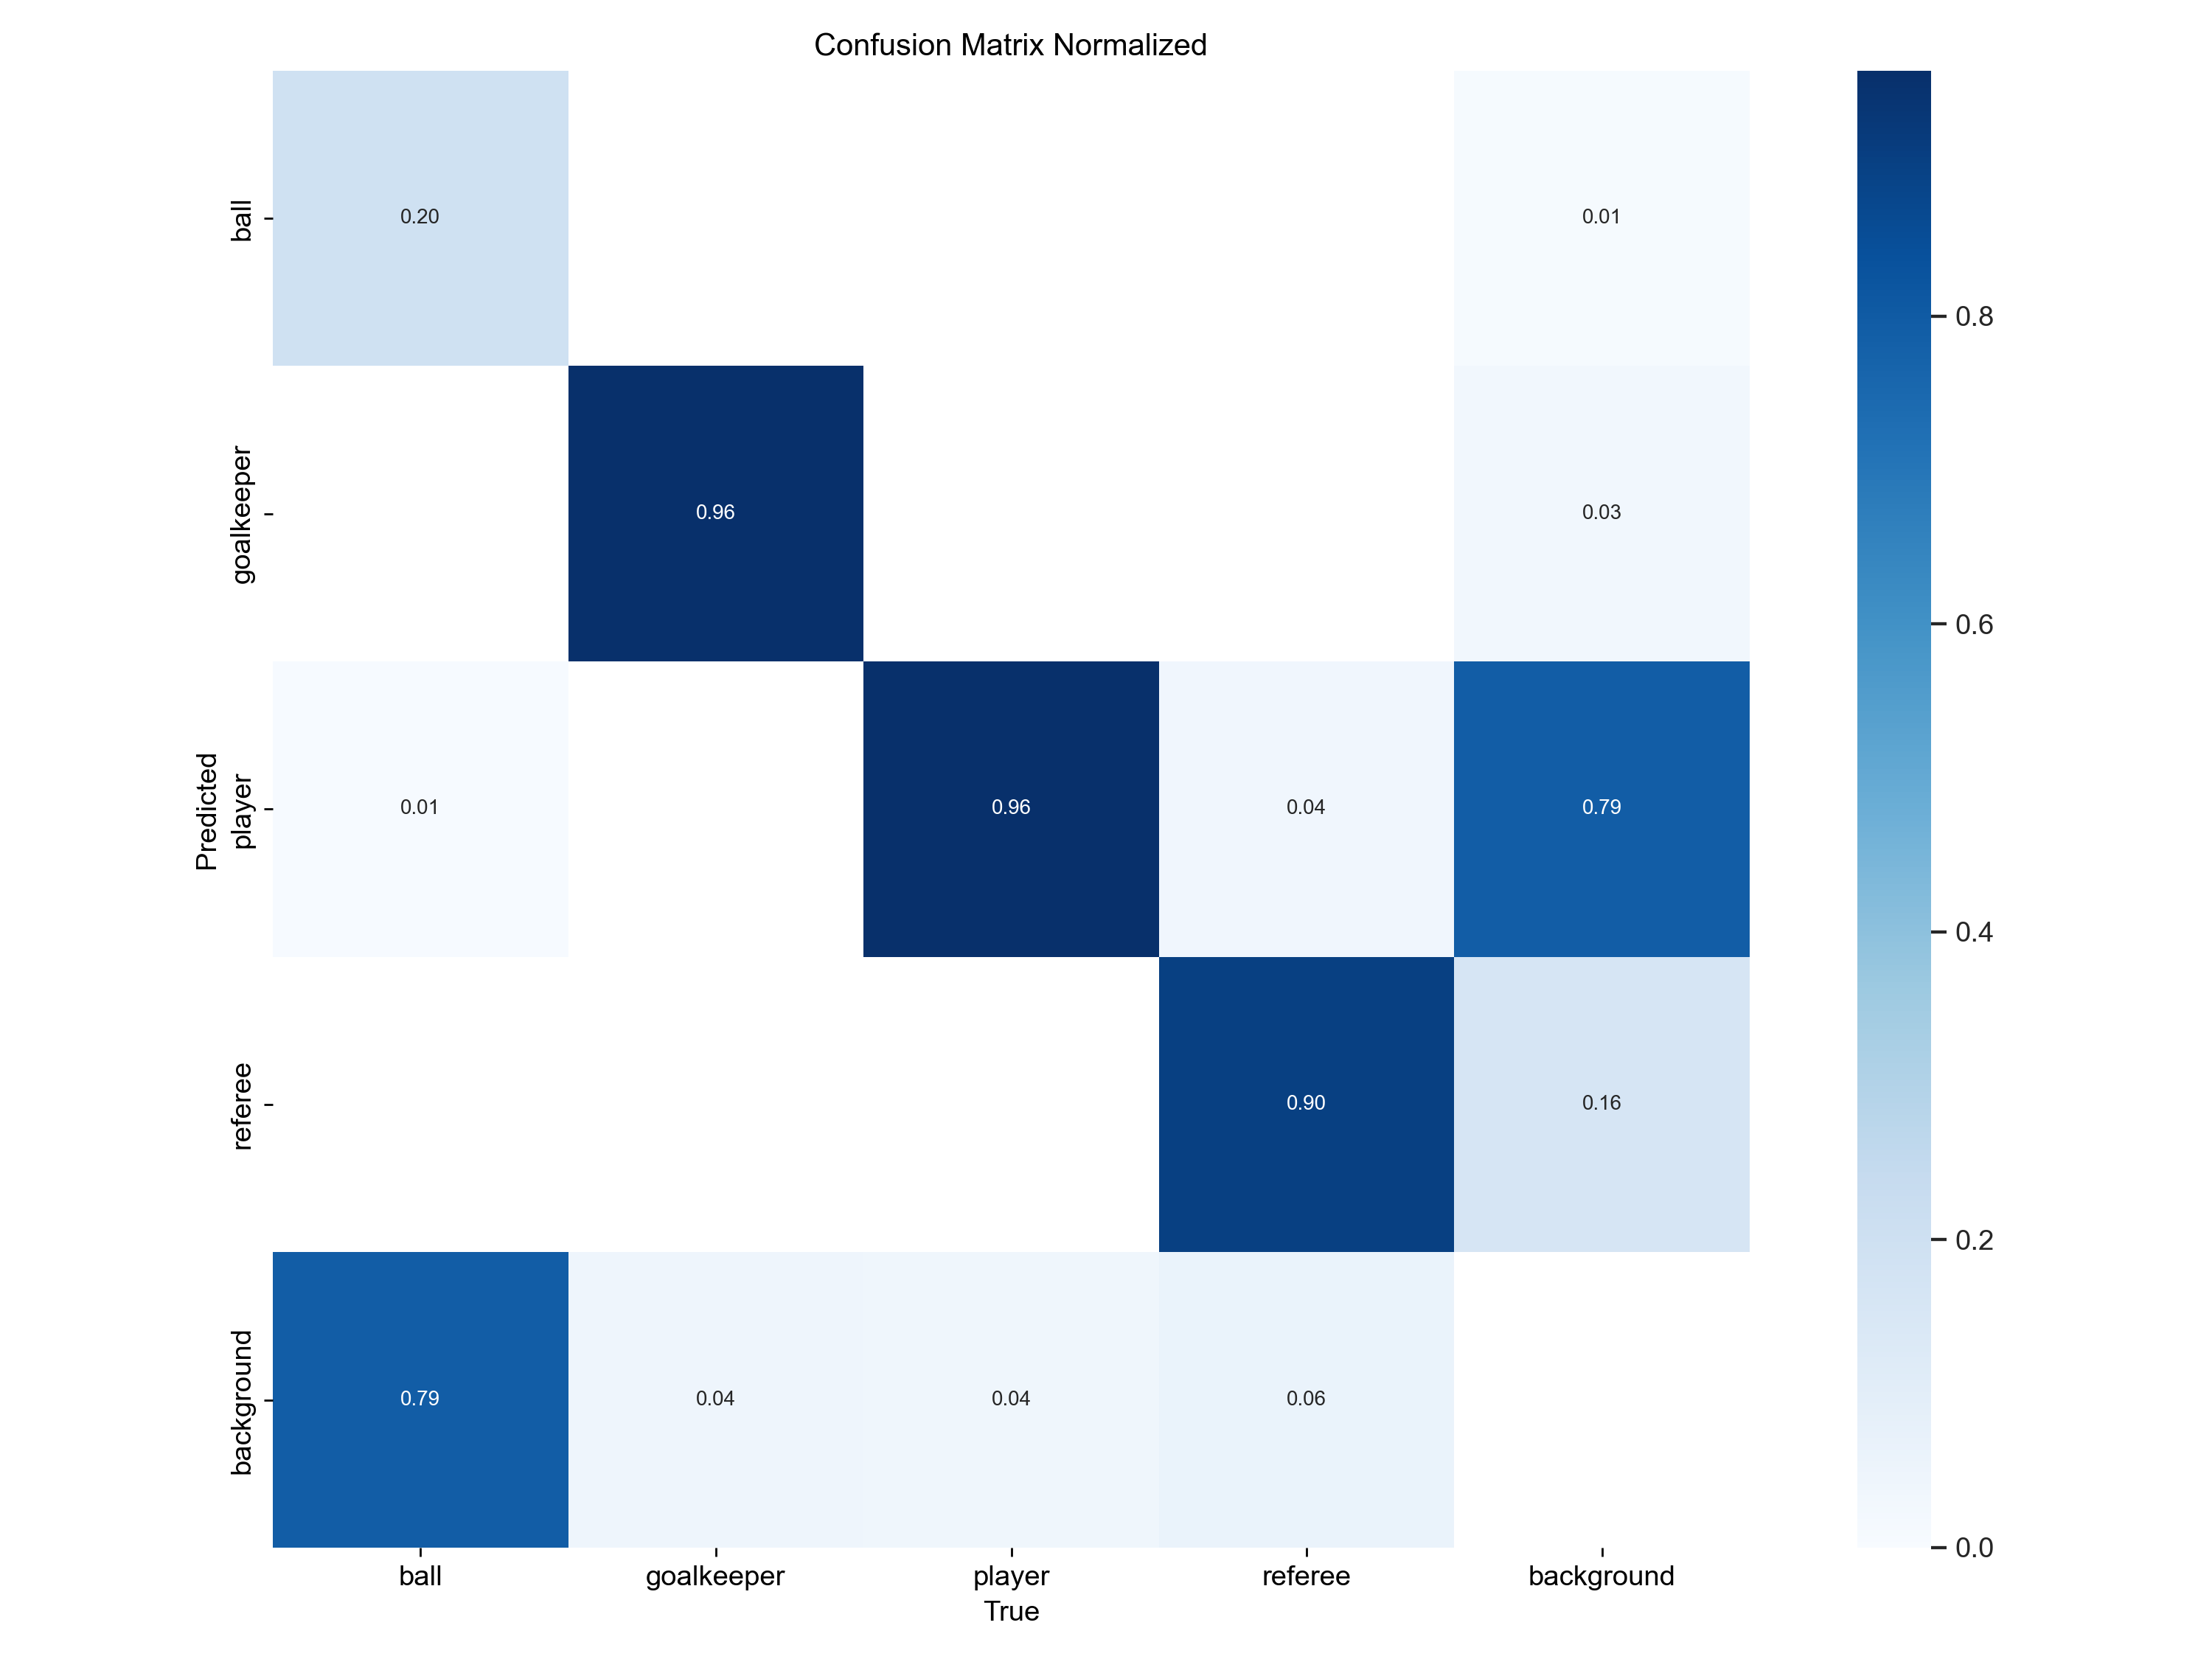 Confusion Matrix Normalized
ball
0.20
0.01
0.8
goalkeeper
0.96
0.03
0.6
Predicted
player
0.01
0.96
0.04
0.79
0.4
referee
0.90
0.16
0.2
background
0.79
0.04
0.04
0.06
0.0
ball goalkeeper player referee background
True